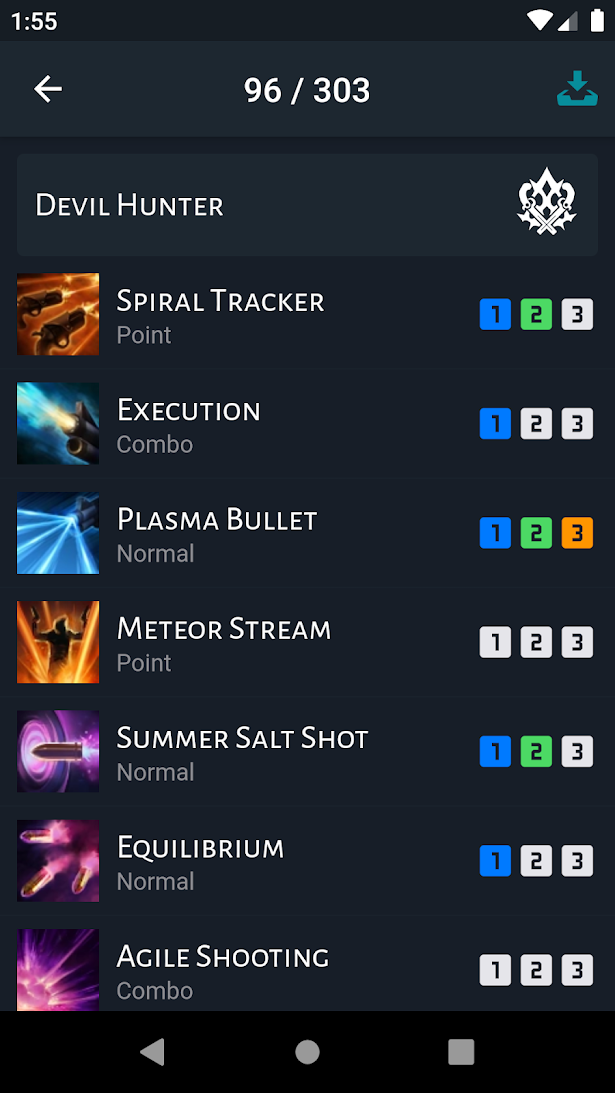 1:55
96 / 303
Devil Hunter
Spiral Tracker
Point
1 2 3
Execution
Combo
1 2 3
Plasma Bullet
Normal
1 2 3
Meteor Stream
Point
1 2 3
Summer Salt Shot
Normal
1 2 3
Equilibrium
Normal
1 2 3
Agile Shooting
Combo
1 2 3